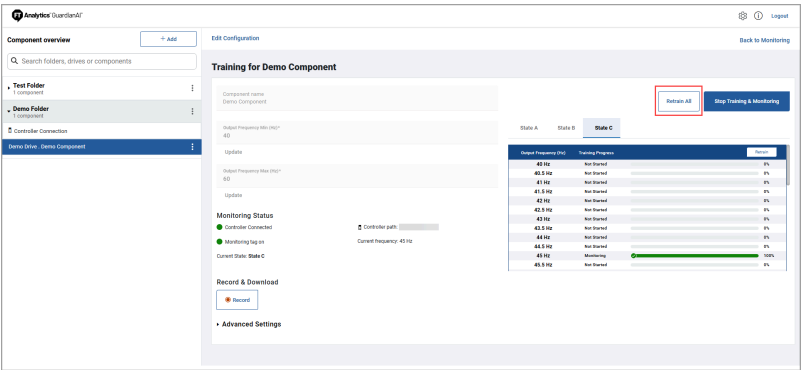 FT Analytics™ GuardianAI™
Logout
Component overview
+ Add
Edit Configuration
Back to Monitoring
Search folders, drives or components
Training for Demo Component
Test Folder
1 component
Demo Folder
1 component
Controller Connection
Demo Drive . Demo Component
Component name
Demo Component
Output Frequency Min (Hz)*
40
Update
Output Frequency Max (Hz)*
60
Update
Monitoring Status
Controller Connected
Controller path:
Monitoring tag on
Current frequency: 45 Hz
Current State: State C
Record & Download
Record
Advanced Settings
Retrain All
Stop Training & Monitoring
State A State B State C
Output Frequency (Hz) Training Progress Retrain
40 Hz Not Started 0%
40.5 Hz Not Started 0%
41 Hz Not Started 0%
41.5 Hz Not Started 0%
42 Hz Not Started 0%
42.5 Hz Not Started 0%
43 Hz Not Started 0%
43.5 Hz Not Started 0%
44 Hz Not Started 0%
44.5 Hz Not Started 0%
45 Hz Monitoring 100%
45.5 Hz Not Started 0%